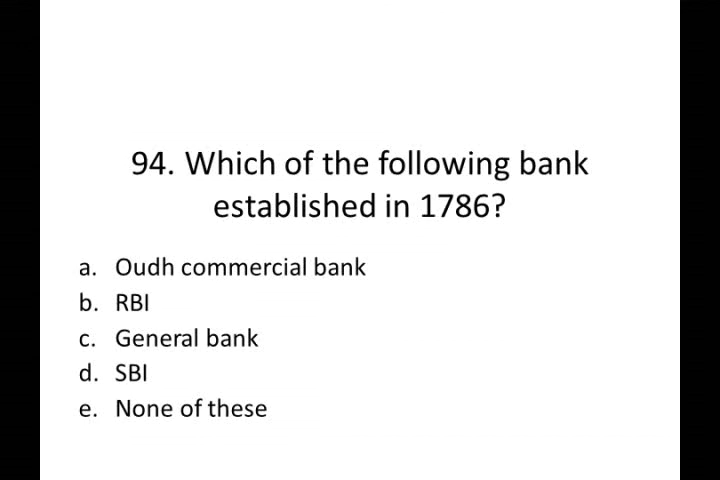 94. Which of the following bank
established in 1786?
a. Oudh commercial bank
b. RBI
c. General bank
d. SBI
e. None of these